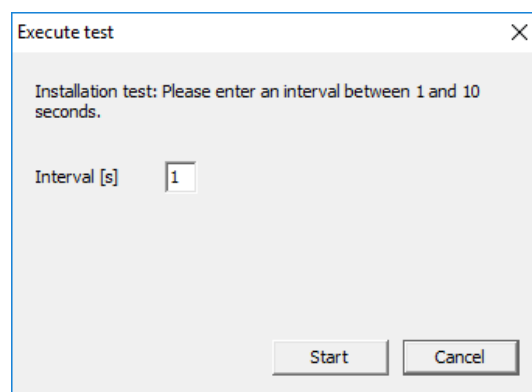 Execute test
Installation test: Please enter an interval between 1 and 10
seconds.
Interval [s] 1
Start Cancel